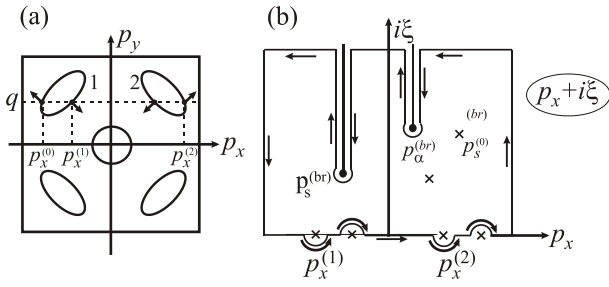 (a)
p_y
1
2
q
p_x
p_x^(0)
p_x^(1)
p_x^(2)
(b)
iξ
p_x+iξ
(br)
p_s^(0)
p_α^(br)
p_s^(br)
p_x
p_x^(1)
p_x^(2)